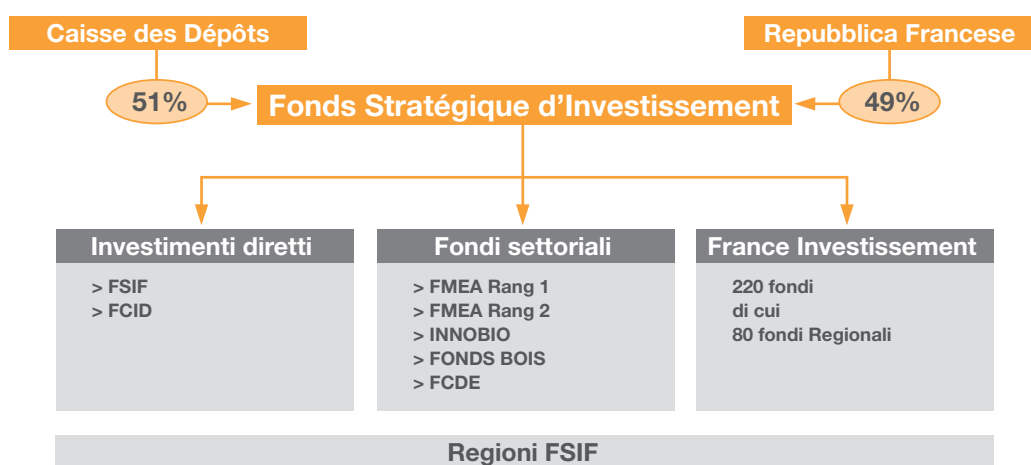 Caisse des Dépôts
Repubblica Francese
51%
Fonds Stratégique d'Investissement
49%
Investimenti diretti
> FSIF
> FCID
Fondi settoriali
> FMEA Rang 1
> FMEA Rang 2
> INNOBIO
> FONDS BOIS
> FCDE
France Investissement
220 fondi
di cui
80 fondi Regionali
Regioni FSIF